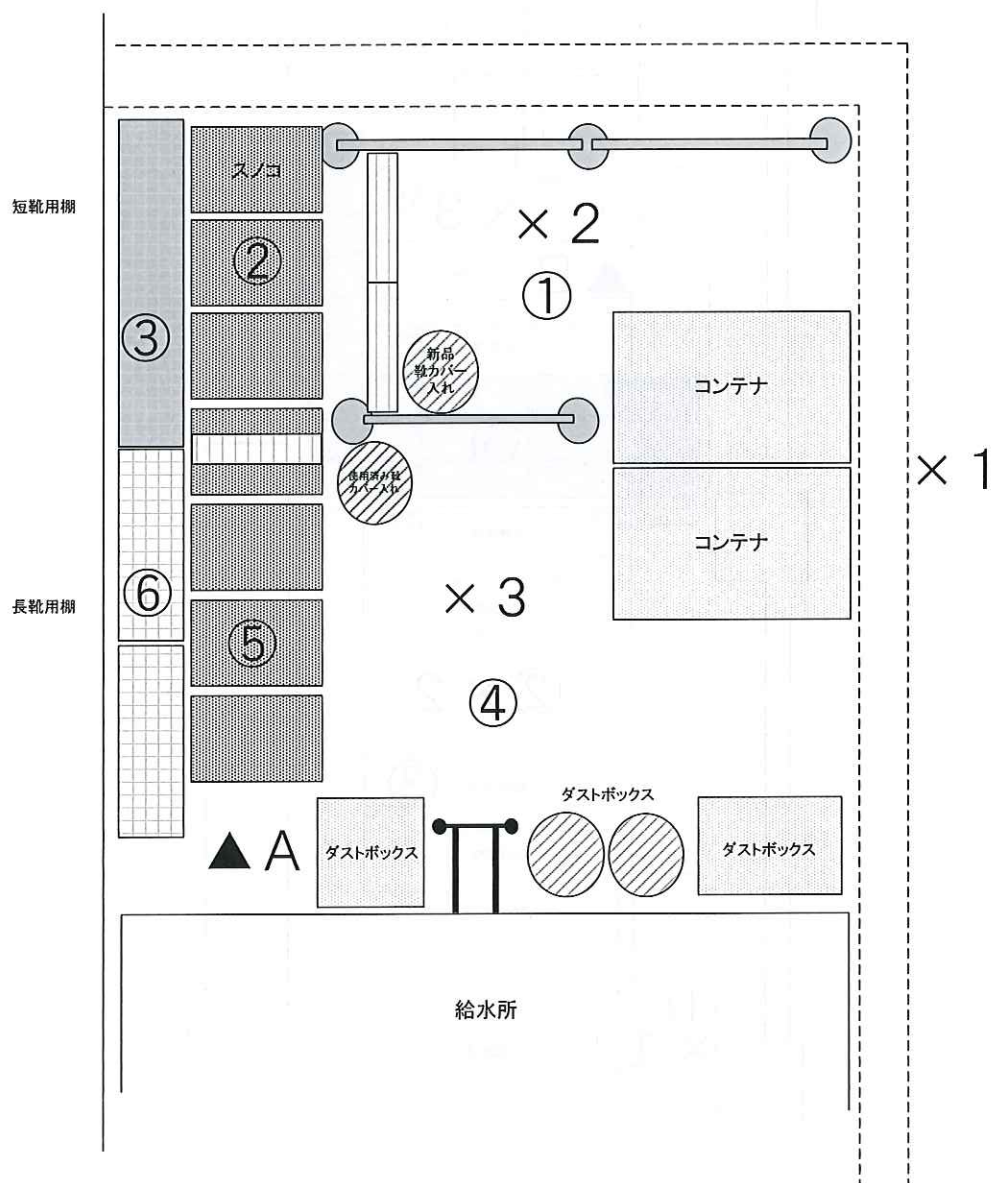 スノコ
短靴用棚
× 2
②
①
③
新品
靴カバー
入れ
コンテナ
使用済み靴
カバー入れ
× 1
コンテナ
⑥
× 3
長靴用棚
⑤
④
ダストボックス
▲ A
ダストボックス
ダストボックス
給水所